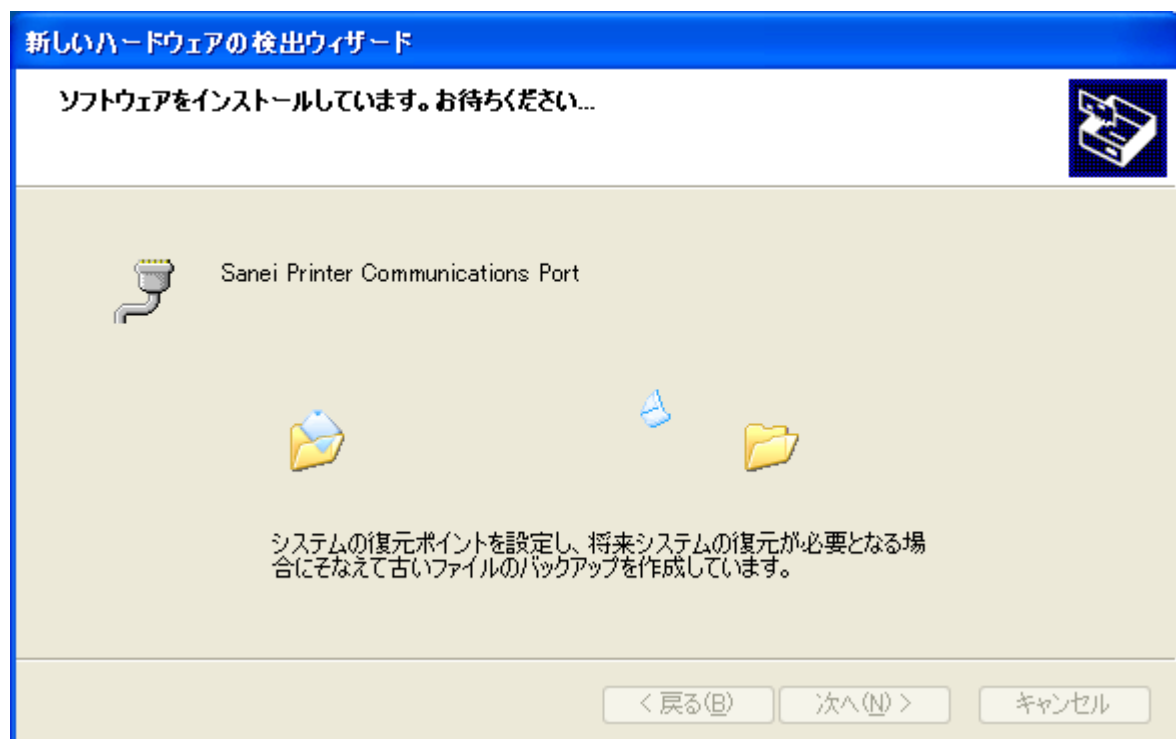 新しいハードウェアの検出ウィザード
ソフトウェアをインストールしています。お待ちください...
Sanei Printer Communications Port
システムの復元ポイントを設定し、将来システムの復元が必要となる場
合にそなえて古いファイルのバックアップを作成しています。
< 戻る(B) 次へ(N) > キャンセル